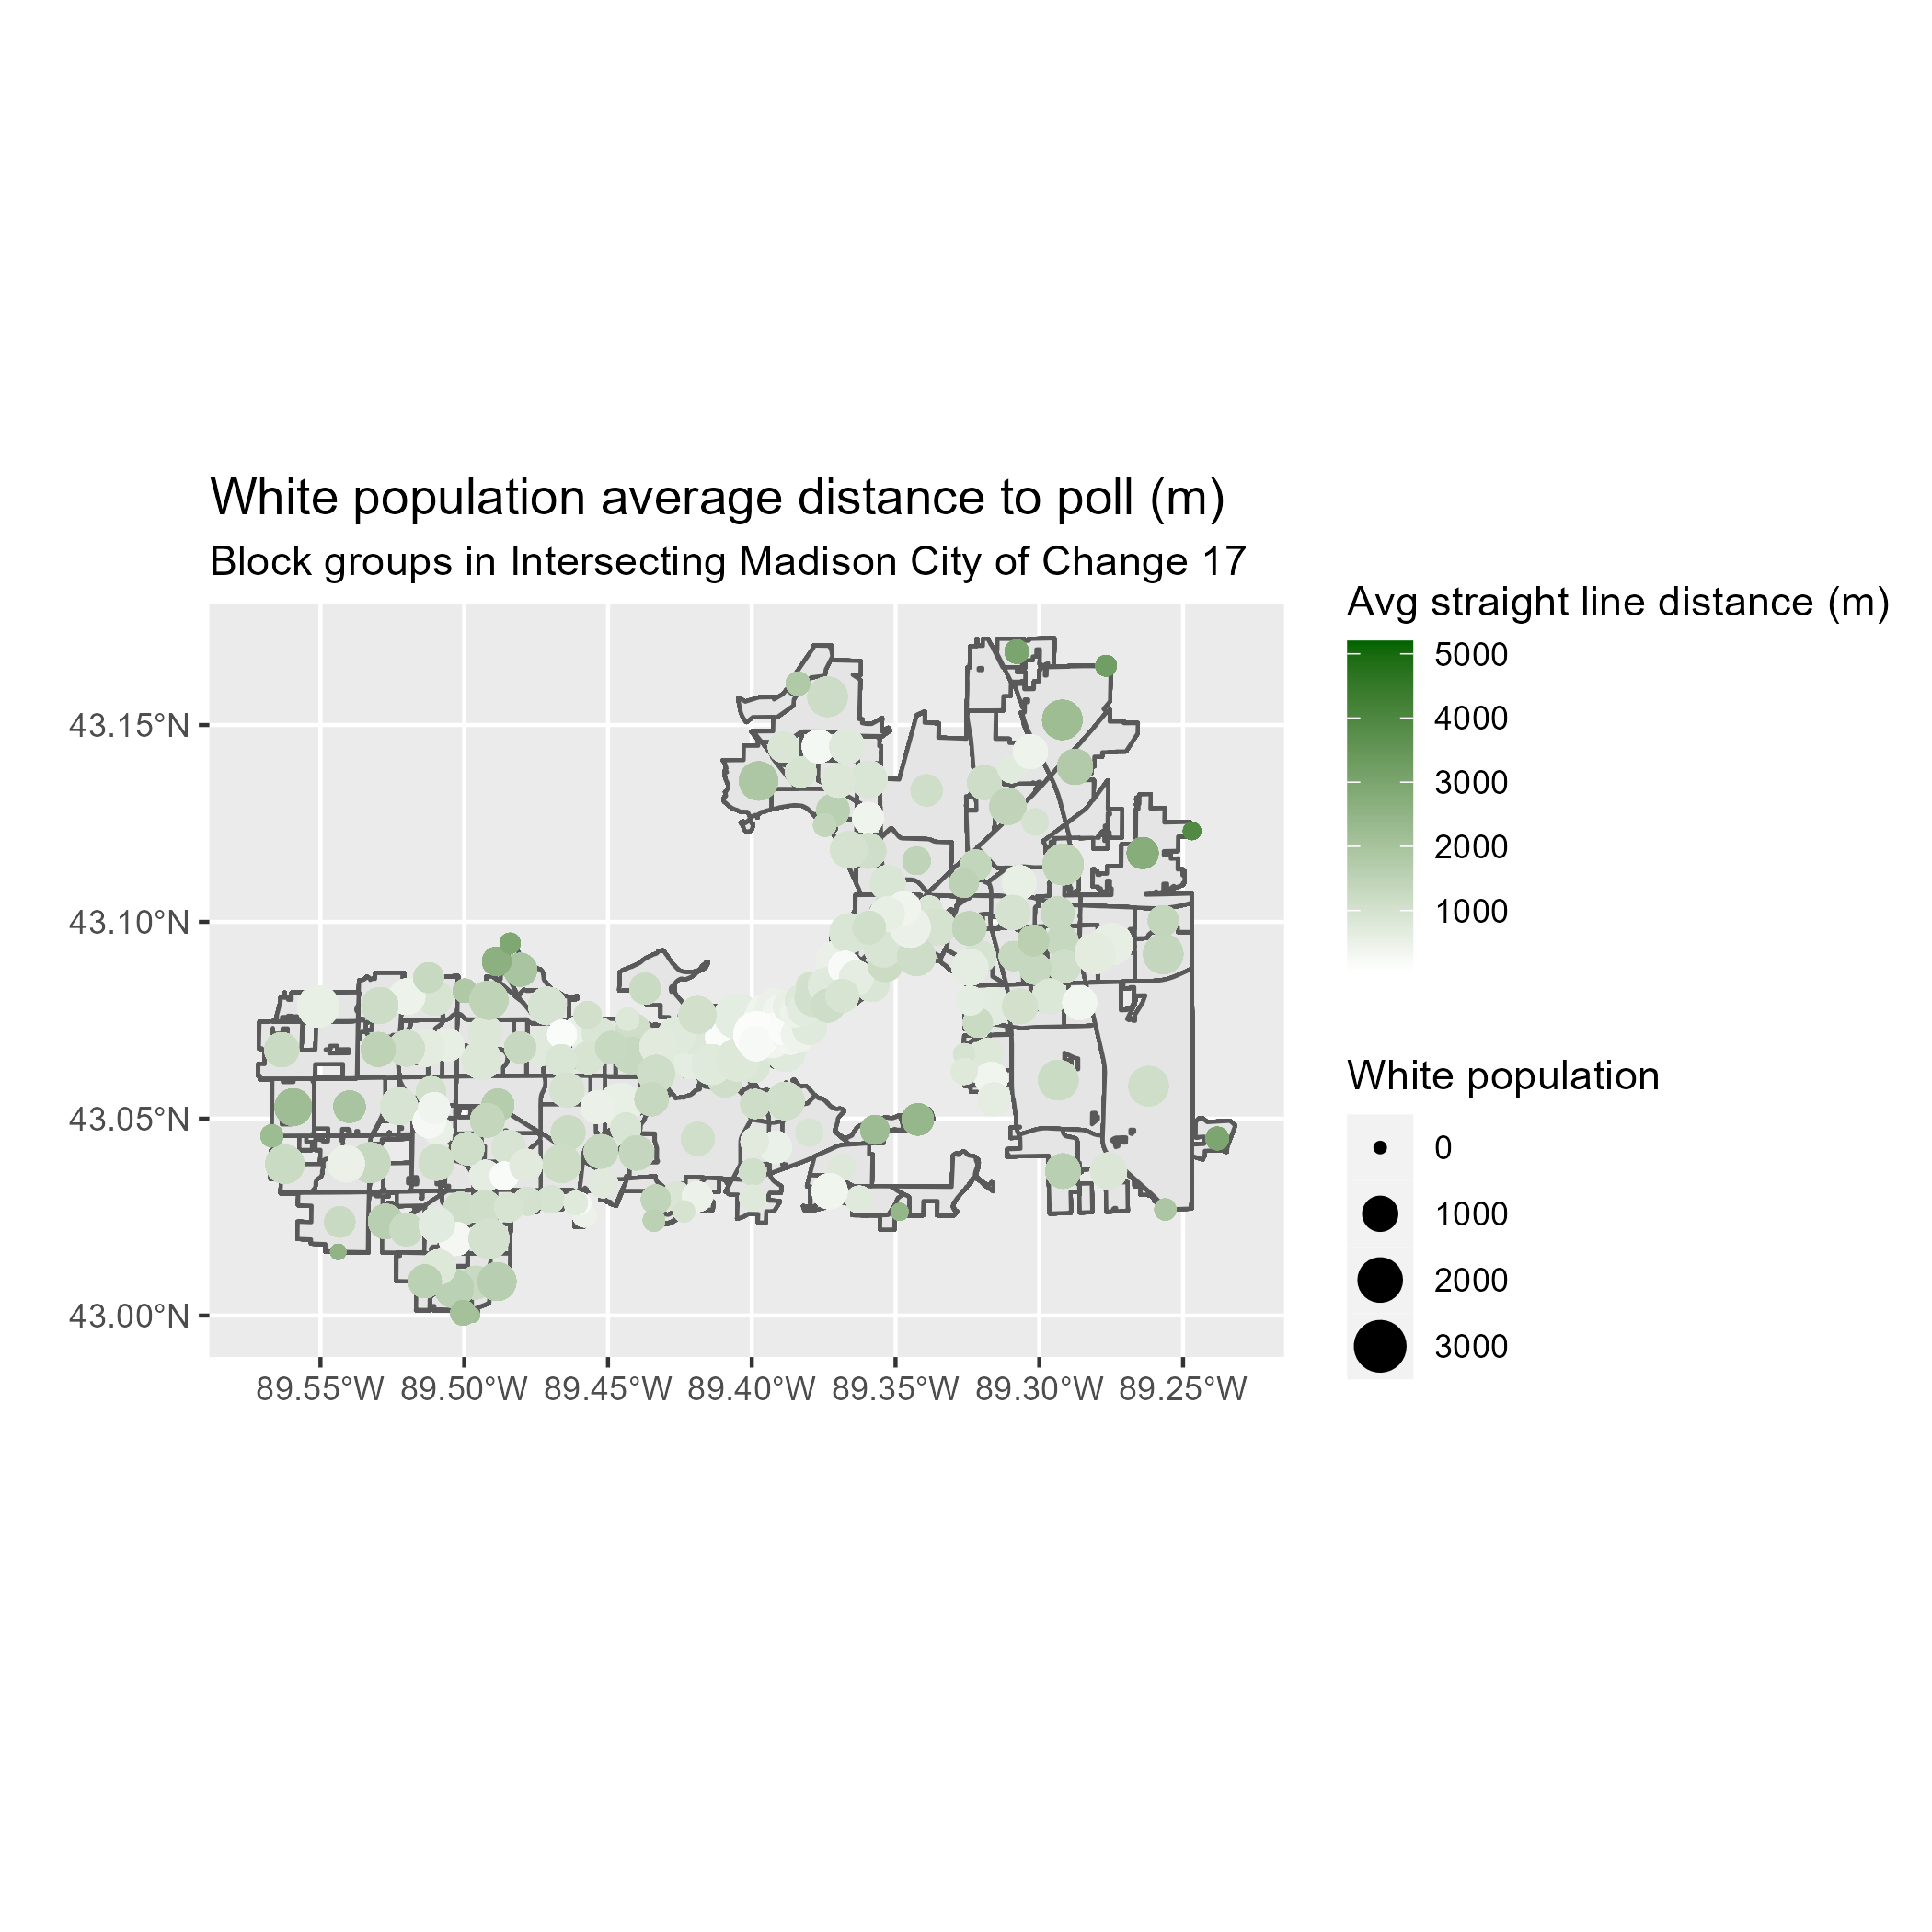 White population average distance to poll (m)
Block groups in Intersecting Madison City of Change 17
43.15°N
43.10°N
43.05°N
43.00°N
89.55°W 89.50°W 89.45°W 89.40°W 89.35°W 89.30°W 89.25°W
Avg straight line distance (m)
5000
4000
3000
2000
1000
White population
0
1000
2000
3000